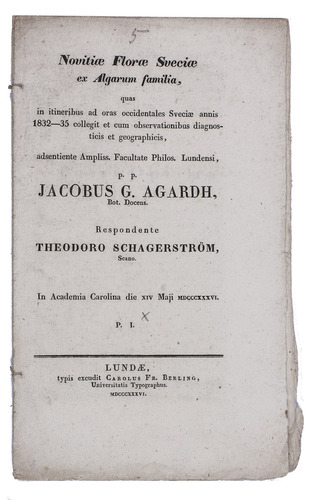 5
Novitiæ Floræ Sveciæ
ex Algarum familia,
quas
in itineribus ad oras occidentales Sveciæ annis
1832—35 collegit et cum observationibus diagnos-
ticis et geographicis,
adsentiente Ampliss. Facultate Philos. Lundensi,
p. p.
JACOBUS G. AGARDH,
Bot. Docens.
Respondente
THEODORO SCHAGERSTRÖM,
Scano.
In Academia Carolina die XIV Maji MDCCCXXXVI.
x
P. I.
LUNDÆ,
typis excudit CAROLUS FR. BERLING,
Universitatis Typographus.
MDCCCXXXVI.